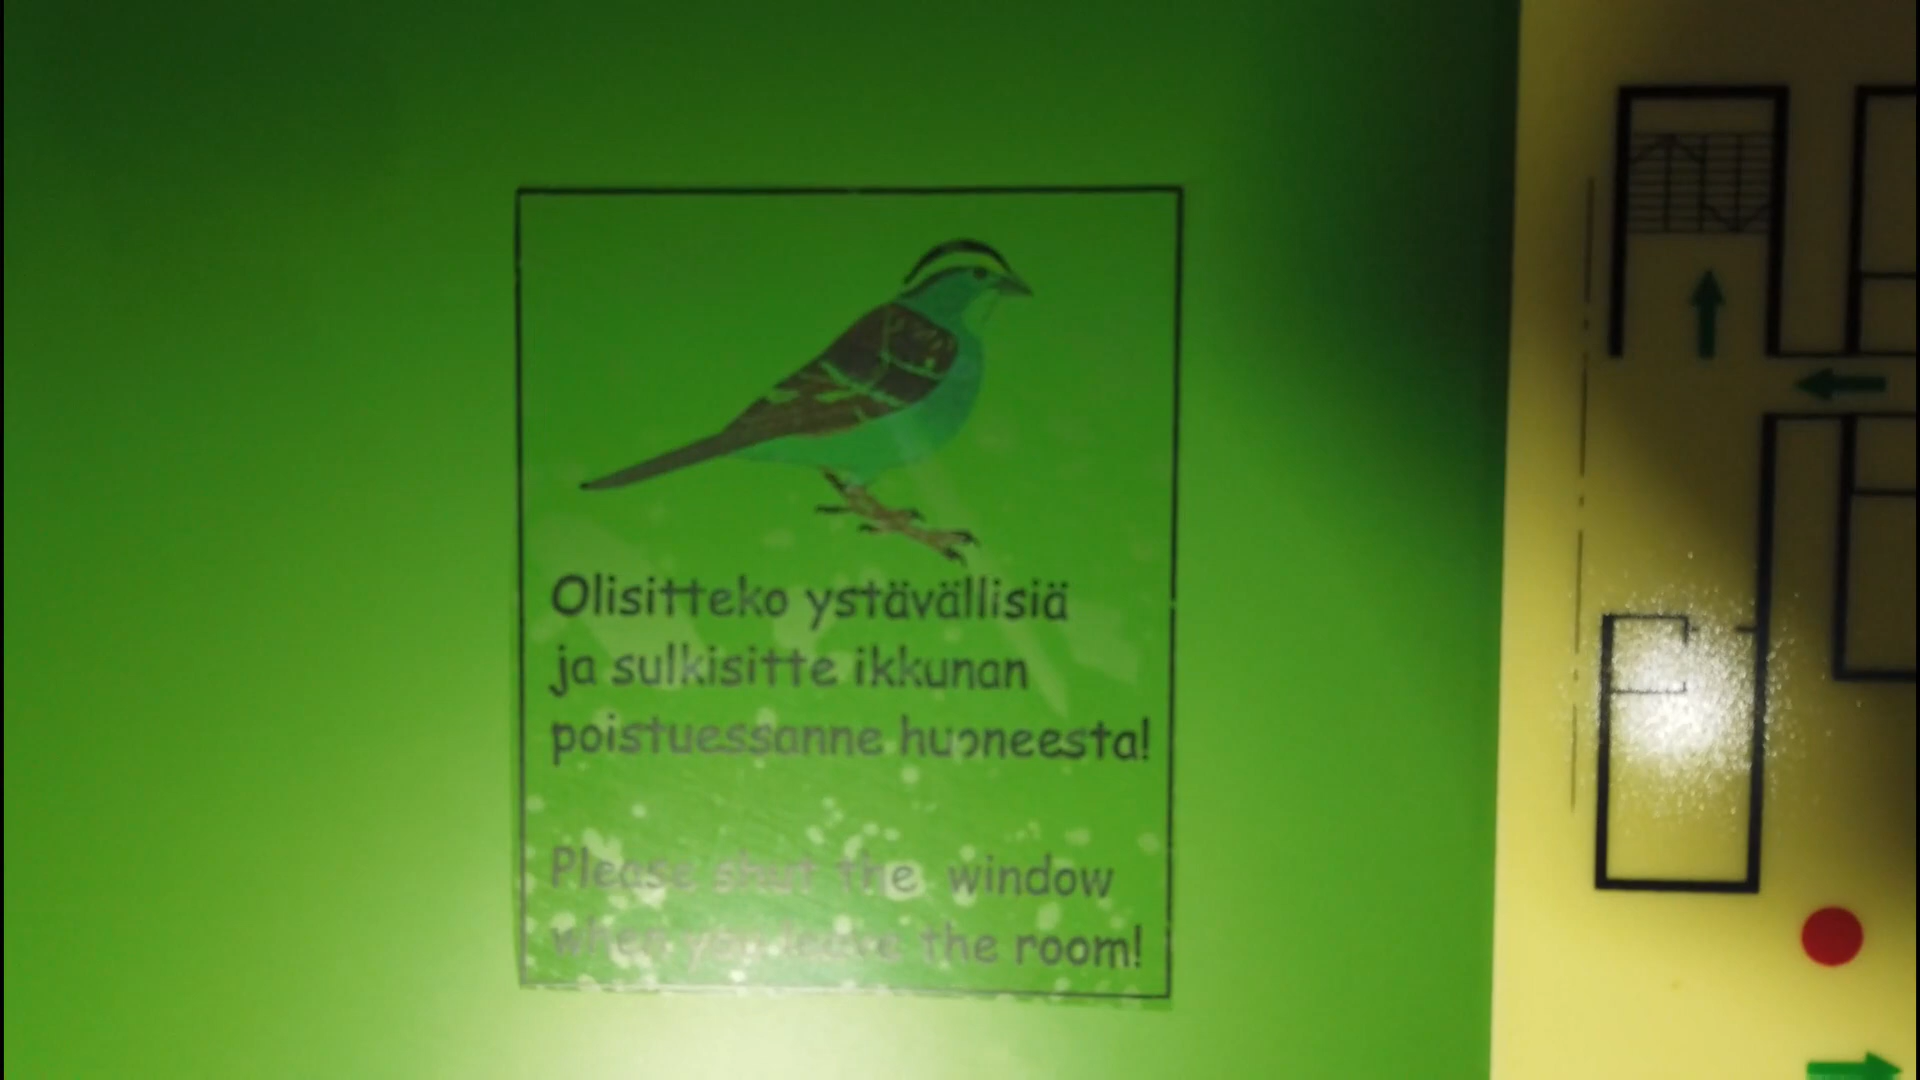 Olisitteko ystävällisiä
ja sulkisitte ikkunan
poistuessanne huoneesta!
Please shut the window
when you leave the room!